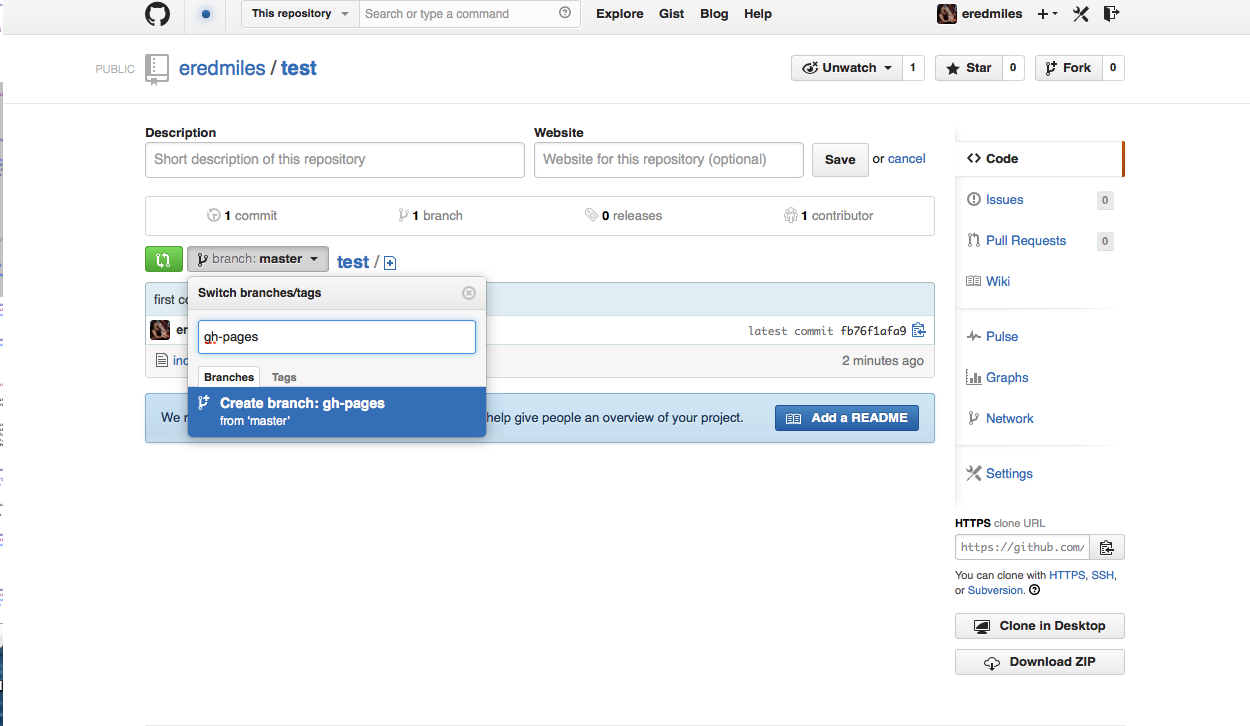 This repository Search or type a command Explore Gist Blog Help eredmiles
PUBLIC eredmiles / test Unwatch 1 Star 0 Fork 0
Description Website
Short description of this repository Website for this repository (optional) Save or cancel
1 commit 1 branch 0 releases 1 contributor
branch: master test /
Switch branches/tags
first co
er latest commit fb76f1afa9
gh-pages
inc 2 minutes ago
Branches Tags
Create branch: gh-pages
from 'master'
We r help give people an overview of your project. Add a README
Code
Issues 0
Pull Requests 0
Wiki
Pulse
Graphs
Network
Settings
HTTPS clone URL
https://github.com/
You can clone with HTTPS, SSH,
or Subversion.
Clone in Desktop
Download ZIP